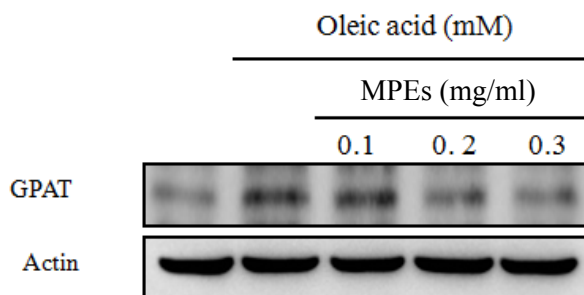 Oleic acid (mM)
MPEs (mg/ml)
0.1 0.2 0.3
GPAT
Actin